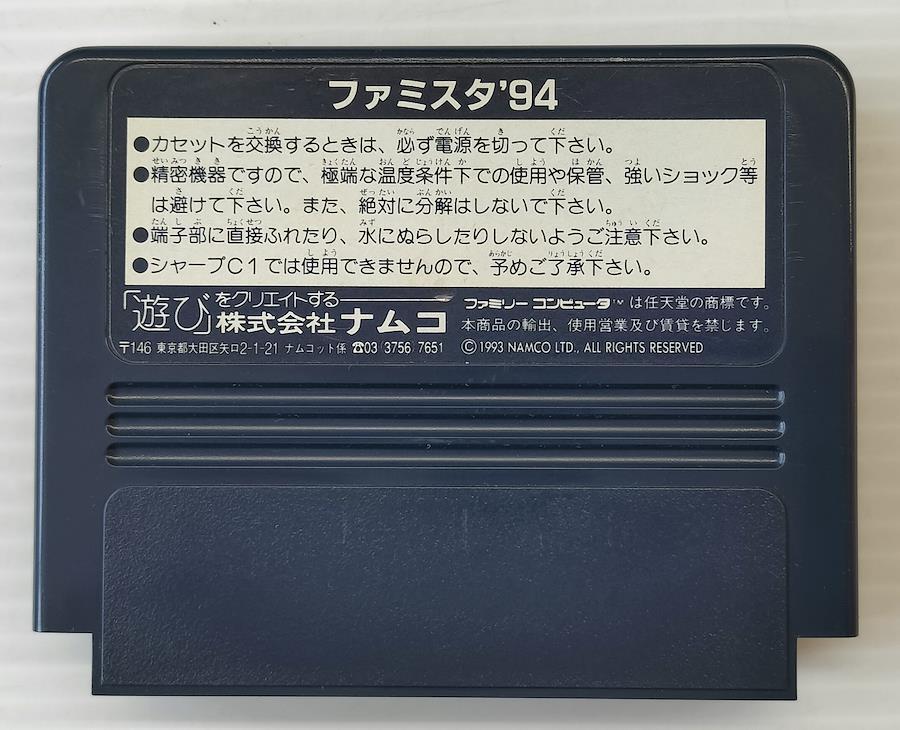 ファミスタ'94
●カセットを交換するときは、必ず電源を切って下さい。
●精密機器ですので、極端な温度条件下での使用や保管、強いショック等
は避けて下さい。また、絶対に分解はしないで下さい。
●端子部に直接ふれたり、水にぬらしたりしないようご注意下さい。
●シャープC1では使用できませんので、予めご了承下さい。
「遊び」をクリエイトする
株式会社 ナムコ
〒146 東京都大田区矢口2-1-21 ナムコット係 ☎03(3756)7651
ファミリーコンピュータ™は任天堂の商標です。
本商品の輸出、使用営業及び賃貸を禁じます。
©1993 NAMCO LTD., ALL RIGHTS RESERVED